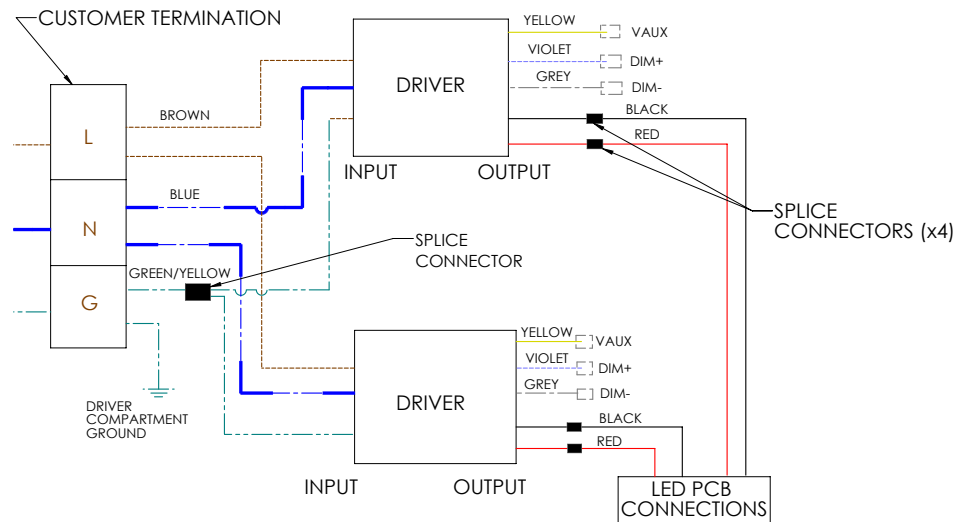 CUSTOMER TERMINATION
L
N
G
BROWN
BLUE
GREEN/YELLOW
SPLICE
CONNECTOR
DRIVER
COMPARTMENT
GROUND
DRIVER
INPUT
OUTPUT
YELLOW
VAUX
VIOLET
DIM+
GREY
DIM-
BLACK
RED
SPLICE
CONNECTORS (x4)
DRIVER
INPUT
OUTPUT
YELLOW
VAUX
VIOLET
DIM+
GREY
DIM-
BLACK
RED
LED PCB
CONNECTIONS